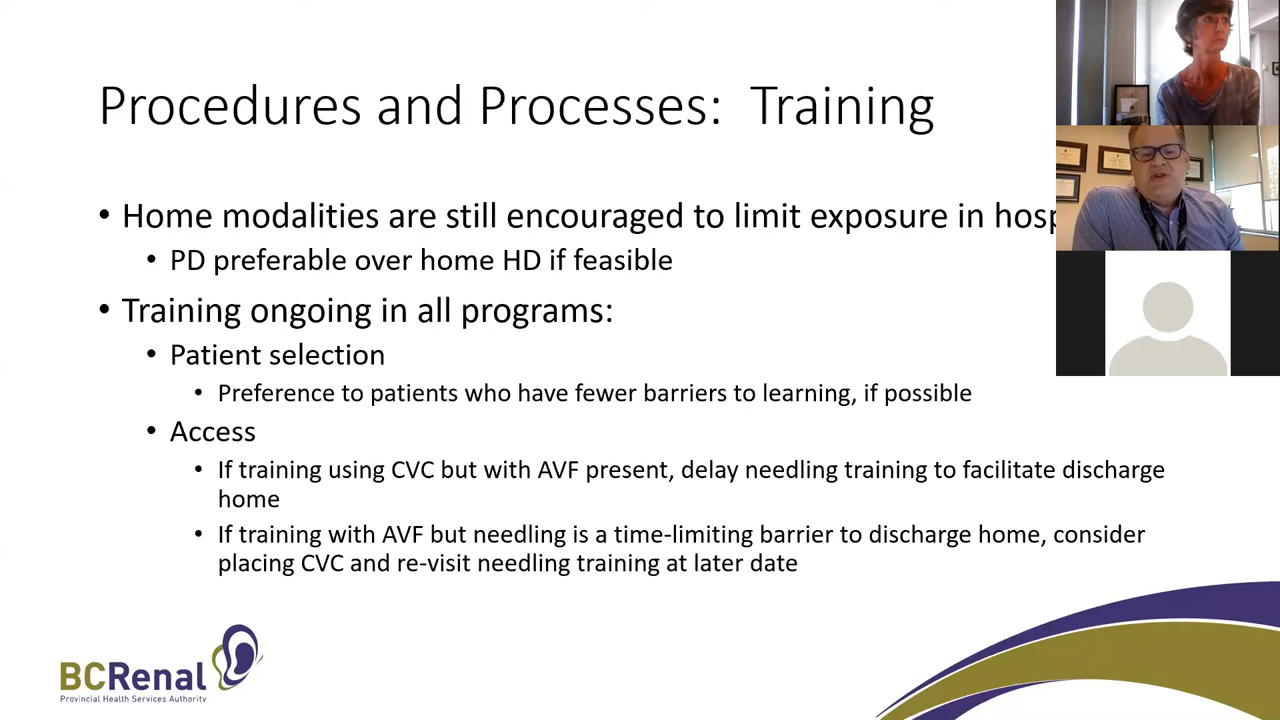 Procedures and Processes: Training
• Home modalities are still encouraged to limit exposure in
• PD preferable over home HD if feasible
• Training ongoing in all programs:
• Patient selection
• Preference to patients who have fewer barriers to learning, if possible
• Access
• If training using CVC but with AVF present, delay needling training to facilitate discharge
home
• If training with AVF but needling is a time-limiting barrier to discharge home, consider
placing CVC and re-visit needling training at later date
BCRenal
Provincial Health Services Authority